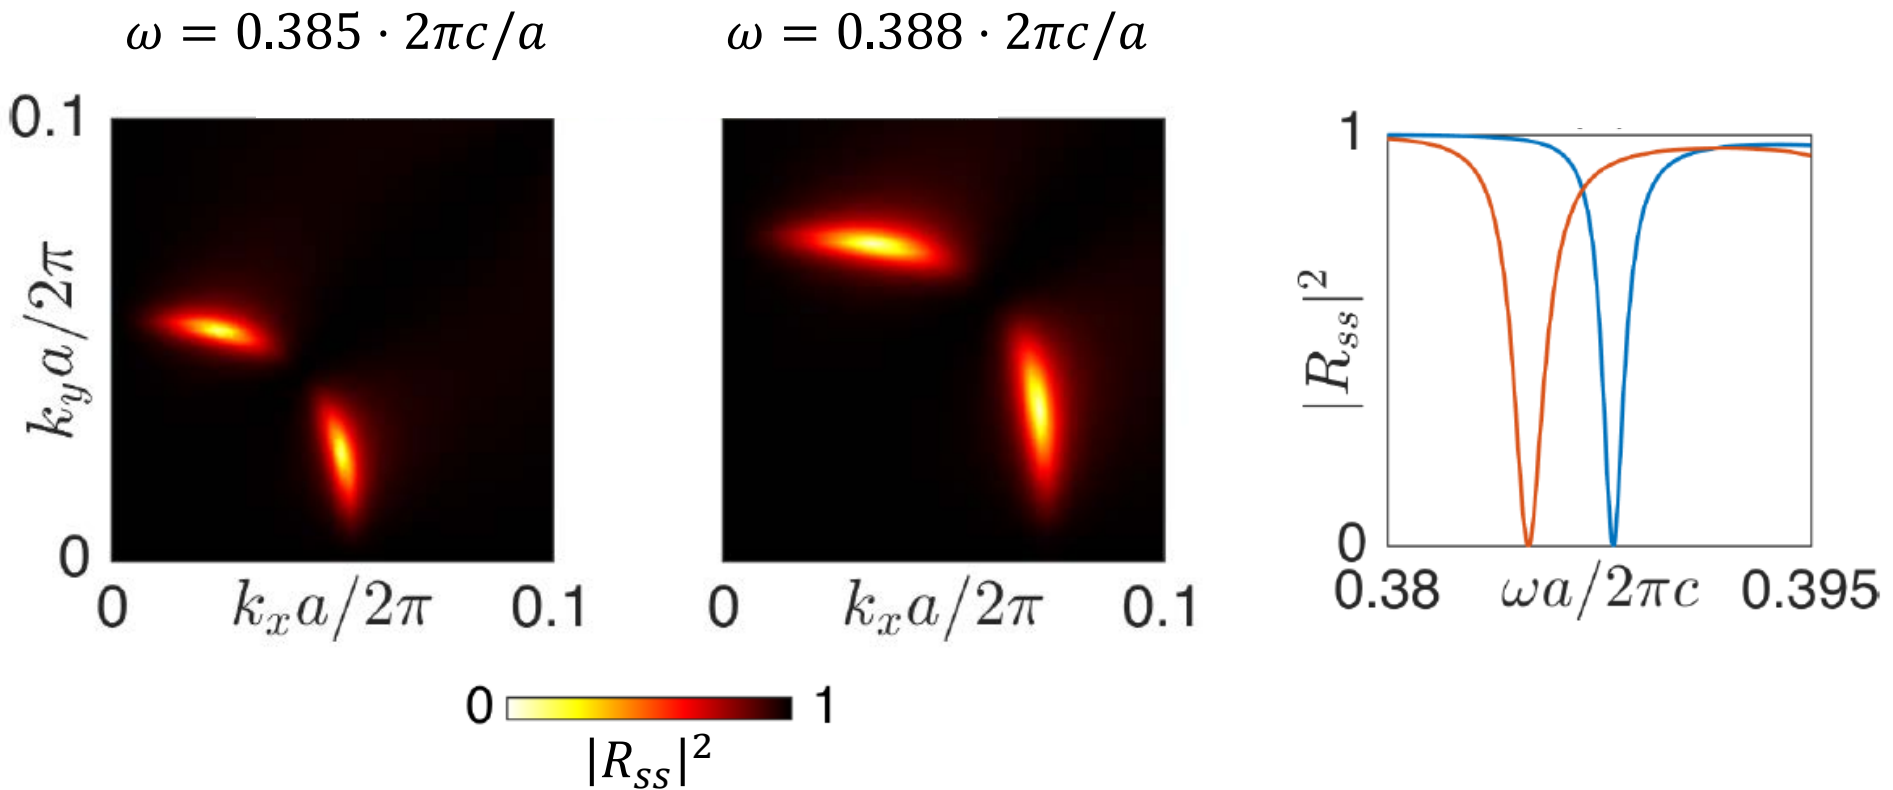 ω = 0.385 · 2πc/a
ω = 0.388 · 2πc/a
0.1
k_y a/2π
0
0
k_x a/2π
0.1
0
k_x a/2π
0.1
1
|R_ss|²
0
0.38
ωa/2πc
0.395
0
1
|R_ss|²